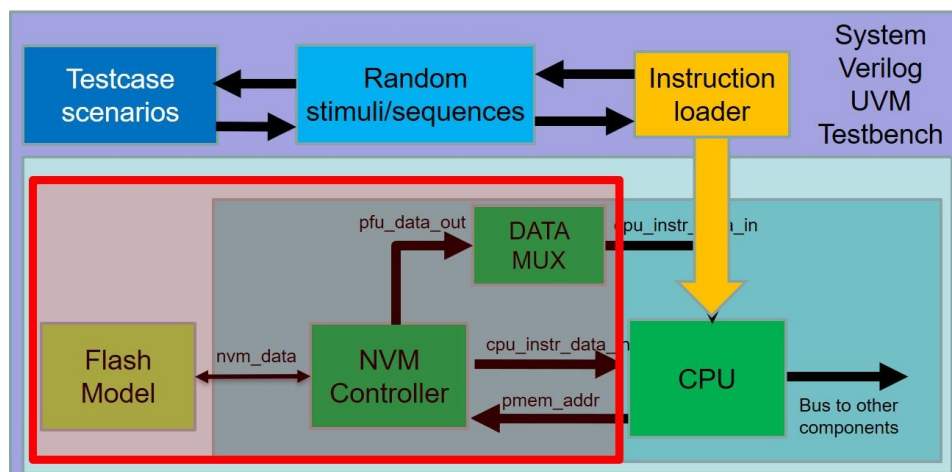 Testcase
scenarios
Random
stimuli/sequences
Instruction
loader
System
Verilog
UVM
Testbench
pfu_data_out
DATA
MUX
Flash
Model
nvm_data
NVM
Controller
cpu_instr_data_in
pmem_addr
CPU
Bus to other
components